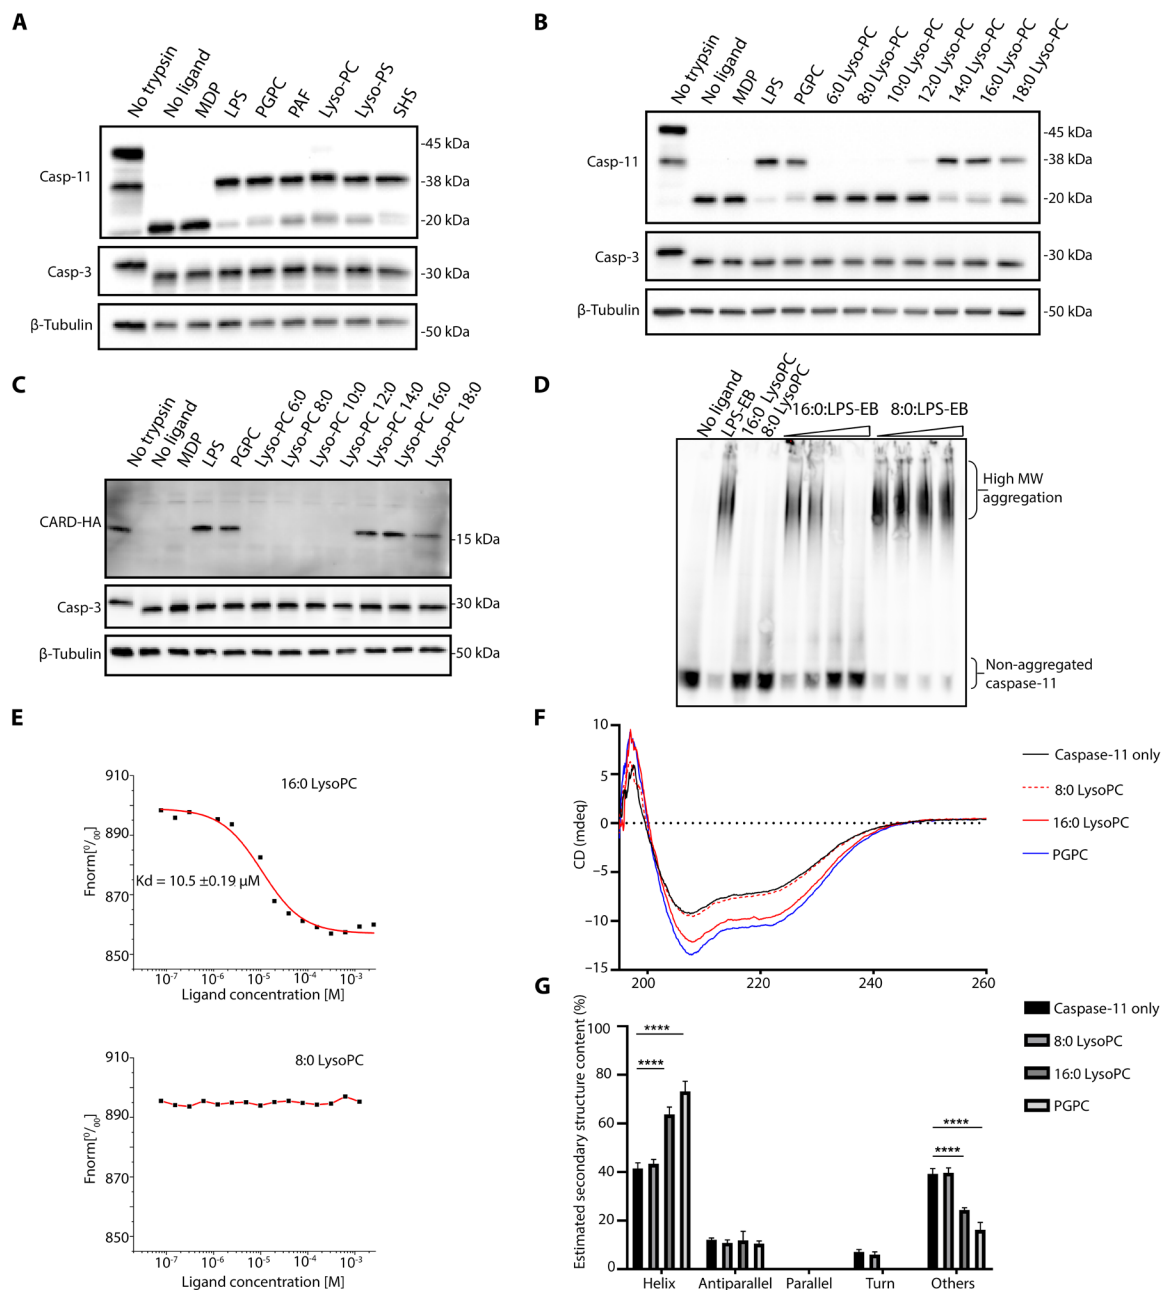 A
No trypsin
No ligand
MDP
LPS
PGPC
PAF
Lyso-PC
Lyso-PS
SHS
Casp-11
-45 kDa
-38 kDa
-20 kDa
Casp-3
-30 kDa
β-Tubulin
-50 kDa
B
No trypsin
No ligand
MDP
LPS
PGPC
6:0 Lyso-PC
8:0 Lyso-PC
10:0 Lyso-PC
12:0 Lyso-PC
14:0 Lyso-PC
16:0 Lyso-PC
18:0 Lyso-PC
Casp-11
-45 kDa
-38 kDa
-20 kDa
Casp-3
-30 kDa
β-Tubulin
-50 kDa
C
No trypsin
No ligand
MDP
LPS
PGPC
Lyso-PC 6:0
Lyso-PC 8:0
Lyso-PC 10:0
Lyso-PC 12:0
Lyso-PC 14:0
Lyso-PC 16:0
Lyso-PC 18:0
CARD-HA
-15 kDa
Casp-3
-30 kDa
β-Tubulin
-50 kDa
D
No ligand
LPS-EB
16:0 LysoPC
8:0 LysoPC
16:0:LPS-EB
8:0:LPS-EB
High MW
aggregation
Non-aggregated
caspase-11
E
16:0 LysoPC
Fnorm[⁰/₀₀]
910
890
870
850
Kd = 10.5 ±0.19 µM
10⁻⁷
10⁻⁶
10⁻⁵
10⁻⁴
10⁻³
Ligand concentration [M]
8:0 LysoPC
Fnorm[⁰/₀₀]
910
890
870
850
10⁻⁷
10⁻⁶
10⁻⁵
10⁻⁴
10⁻³
Ligand concentration [M]
F
CD (mdeq)
10
5
0
−5
−10
−15
200
220
240
260
Caspase-11 only
8:0 LysoPC
16:0 LysoPC
PGPC
G
Estimated secondary structure content (%)
100
80
60
40
20
0
****
****
****
****
Helix
Antiparallel
Parallel
Turn
Others
Caspase-11 only
8:0 LysoPC
16:0 LysoPC
PGPC